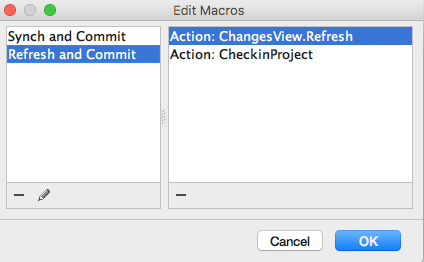 Edit Macros
Synch and Commit
Refresh and Commit
Action: ChangesView.Refresh
Action: CheckinProject
Cancel
OK